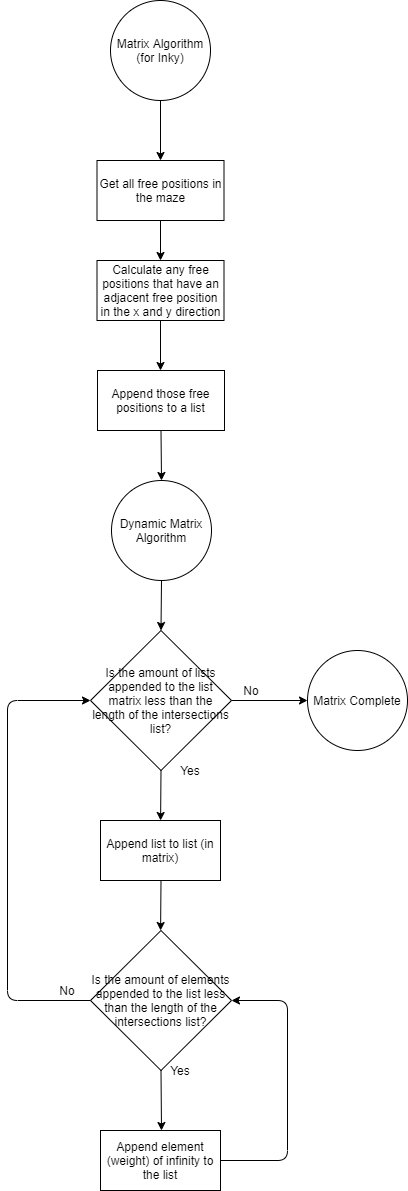 Matrix Algorithm
(for Inky)
Get all free positions in
the maze
Calculate any free
positions that have an
adjacent free position
in the x and y direction
Append those free
positions to a list
Dynamic Matrix
Algorithm
Is the amount of lists
appended to the list
matrix less than the
length of the intersections
list?
No
Matrix Complete
Yes
Append list to list (in
matrix)
Is the amount of elements
appended to the list less
than the length of the
intersections list?
No
Yes
Append element
(weight) of infinity to
the list